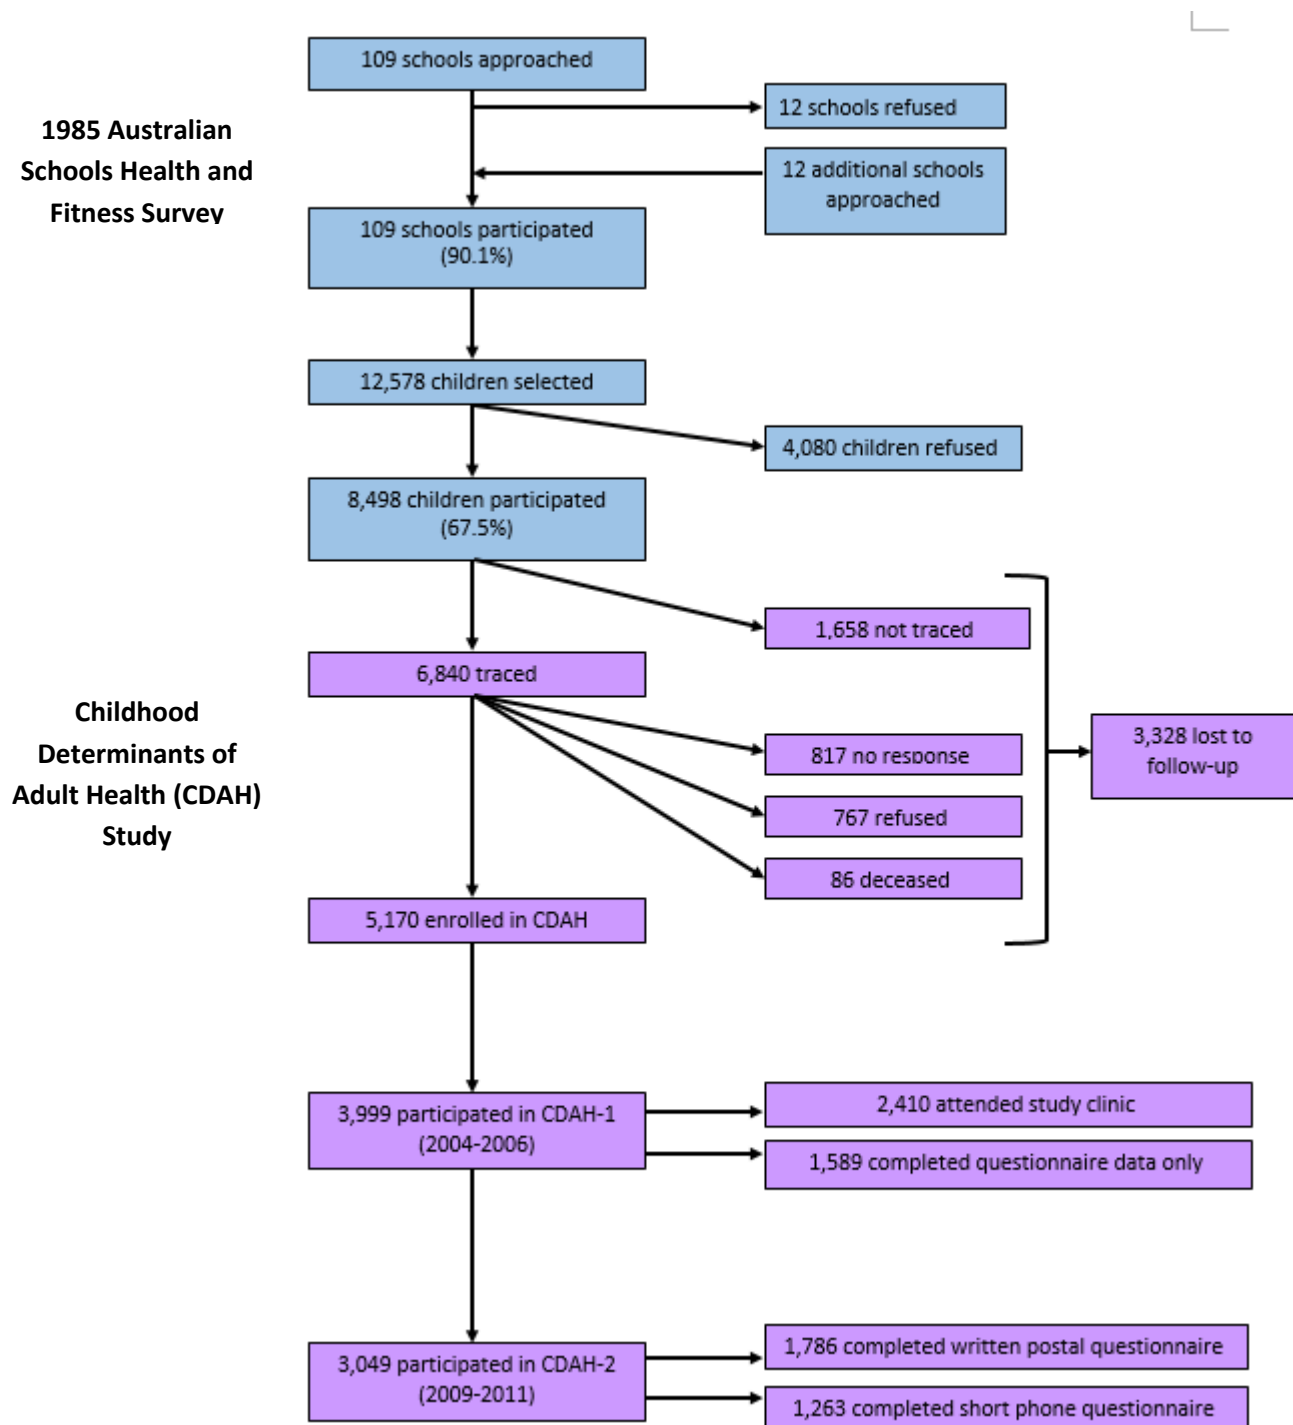 109 schools approached
12 schools refused
1985 Australian
Schools Health and
Fitness Survey
12 additional schools
approached
109 schools participated
(90.1%)
12,578 children selected
4,080 children refused
8,498 children participated
(67.5%)
1,658 not traced
6,840 traced
Childhood
Determinants of
Adult Health (CDAH)
Study
817 no response
3,328 lost to
follow-up
767 refused
86 deceased
5,170 enrolled in CDAH
3,999 participated in CDAH-1
(2004-2006)
2,410 attended study clinic
1,589 completed questionnaire data only
3,049 participated in CDAH-2
(2009-2011)
1,786 completed written postal questionnaire
1,263 completed short phone questionnaire